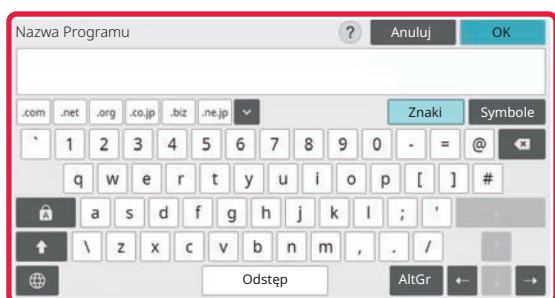 Nazwa Programu ? Anuluj OK
.com .net .org .co.jp .biz .ne.jp Znaki Symbole
` 1 2 3 4 5 6 7 8 9 0 - = @
q w e r t y u i o p [ ] #
A a s d f g h j k l ; '
\ z x c v b n m , . /
Odstęp AltGr